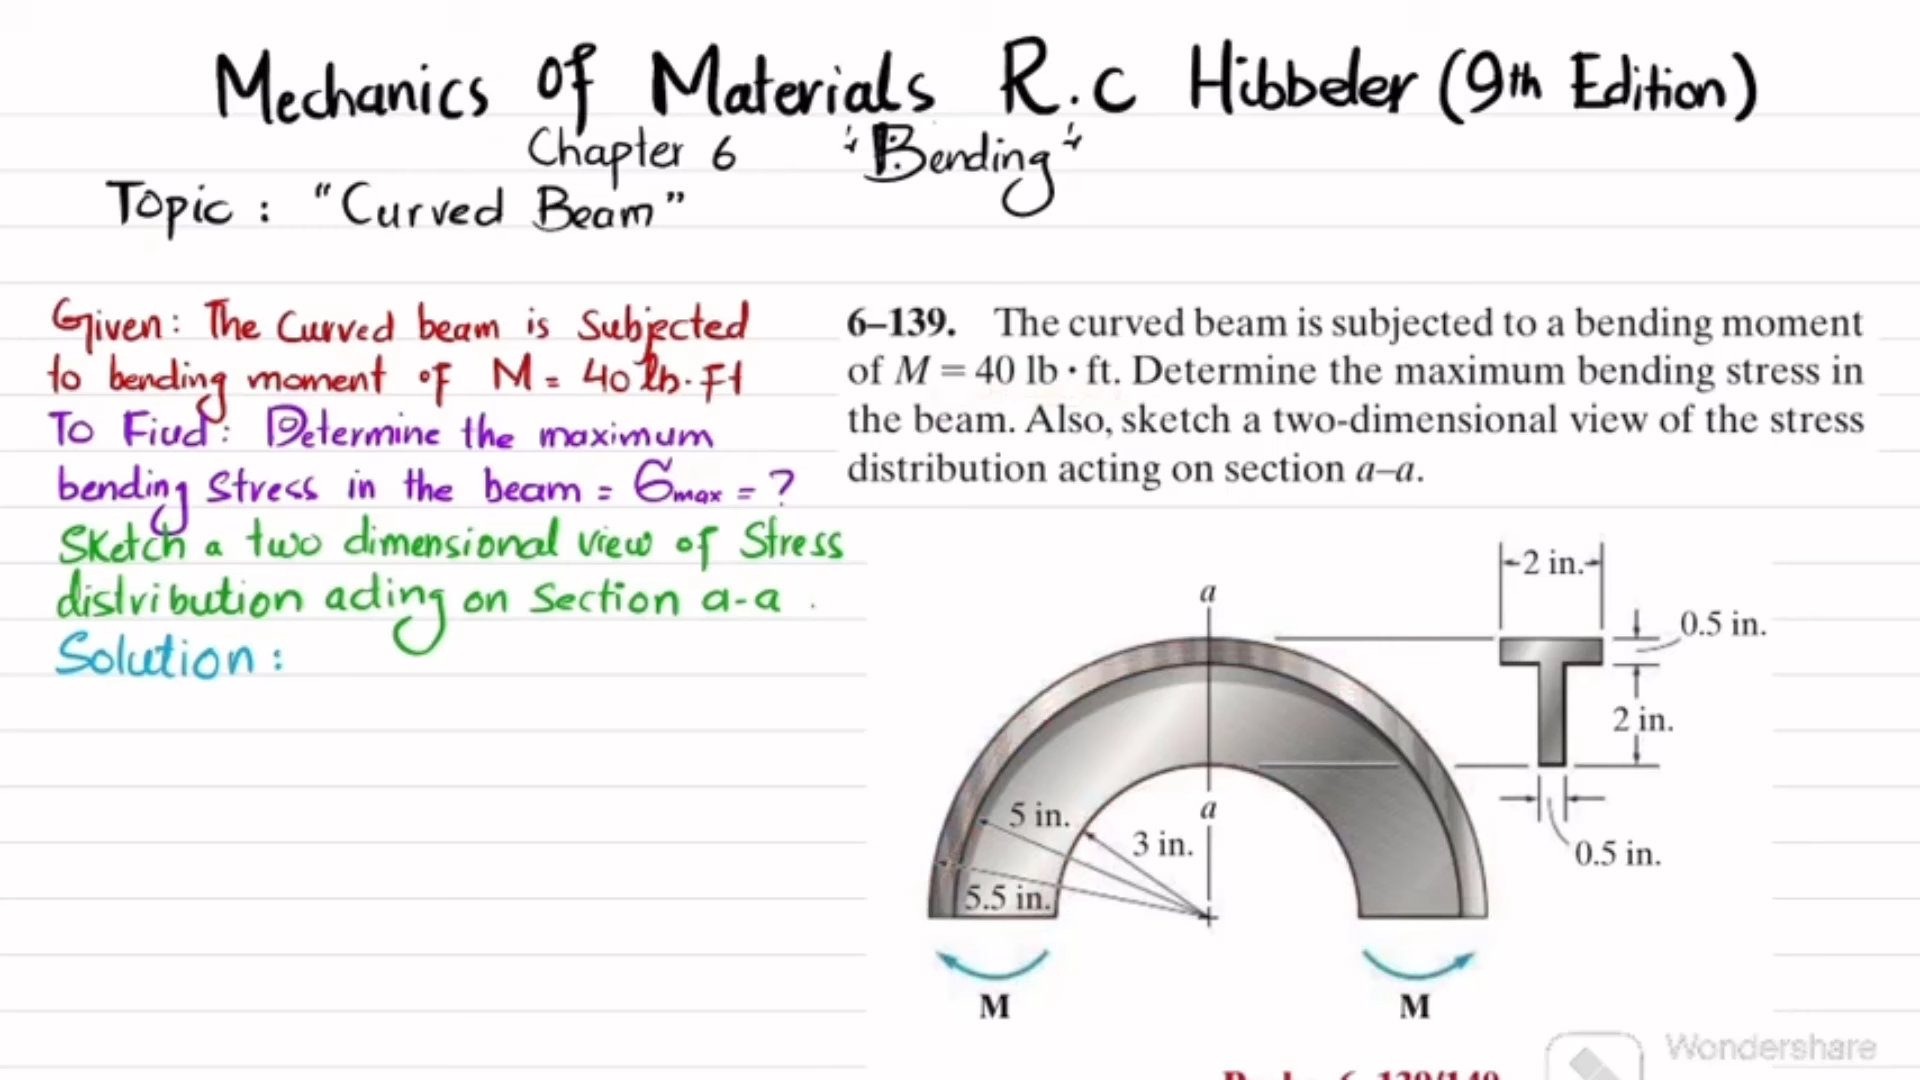 Mechanics of Materials R.C Hibbeler (9th Edition)
Chapter 6 "Bending"
Topic: "Curved Beam"
Given: The Curved beam is Subjected
to bending moment of M = 40 lb.Ft
To Find: Determine the maximum
bending Stress in the beam = σmax = ?
Sketch a two dimensional view of Stress
distribution acting on Section a-a.
Solution:
6–139. The curved beam is subjected to a bending moment
of M = 40 lb · ft. Determine the maximum bending stress in
the beam. Also, sketch a two-dimensional view of the stress
distribution acting on section a–a.
2 in.
a
0.5 in.
2 in.
5 in.
a
3 in.
0.5 in.
5.5 in.
M
M
Wondershare